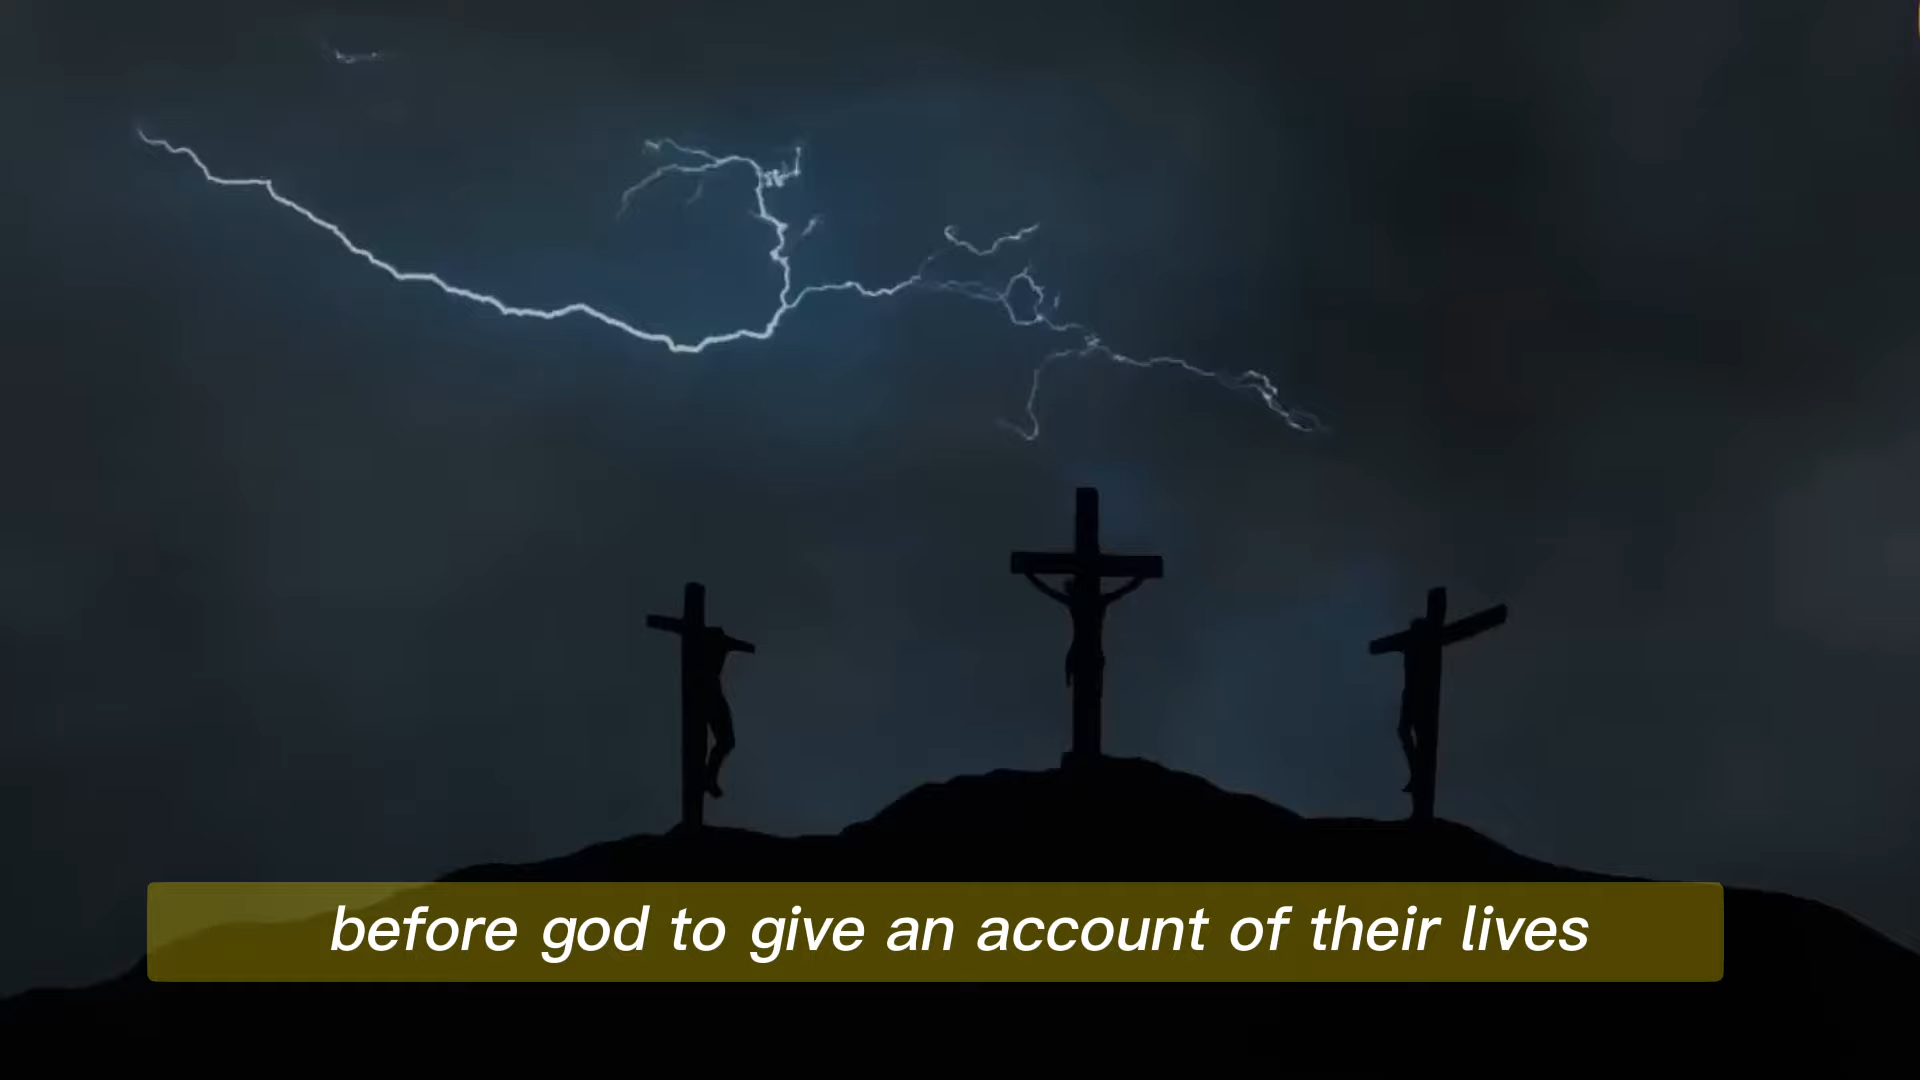 before god to give an account of their lives